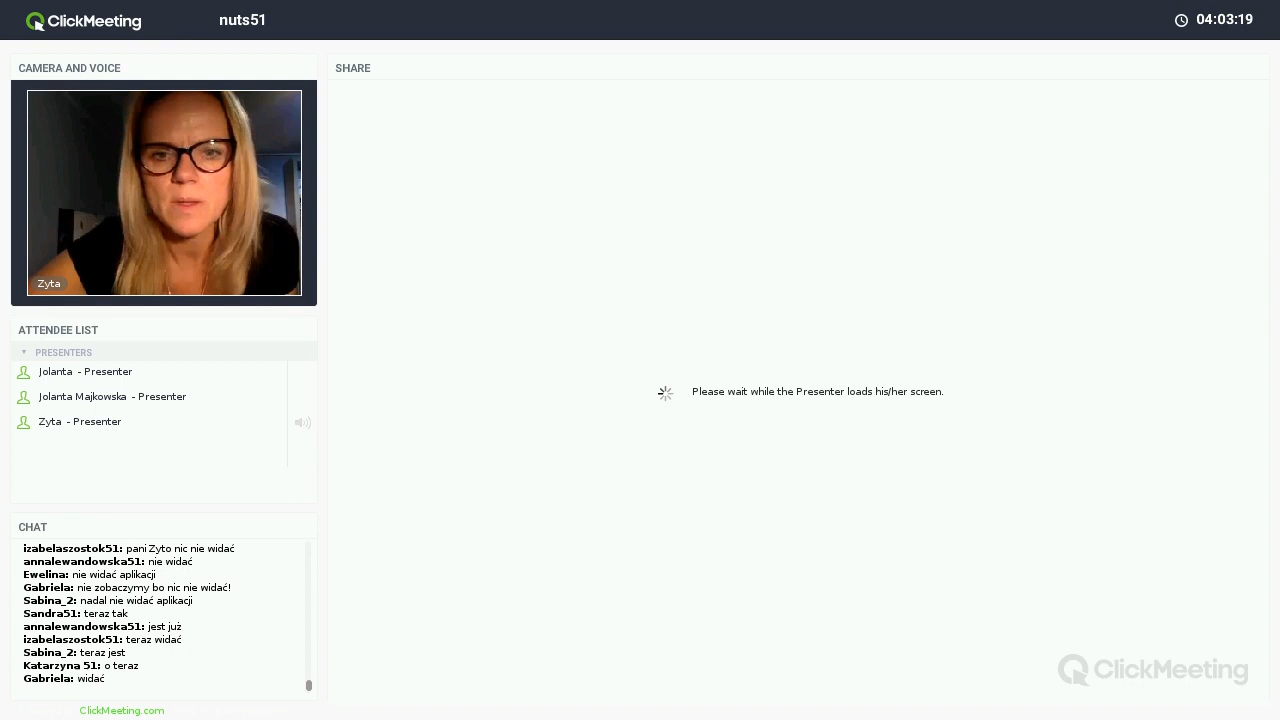 ClickMeeting
nuts51
04:03:19
CAMERA AND VOICE
Zyta
ATTENDEE LIST
PRESENTERS
Jolanta - Presenter
Jolanta Majkowska - Presenter
Zyta - Presenter
CHAT
izabelaszostok51: pani Zyto nic nie widać
annalewandowska51: nie widać
Ewelina: nie widać aplikacji
Gabriela: nie zobaczymy bo nic nie widać!
Sabina_2: nadal nie widać aplikacji
Sandra51: teraz tak
annalewandowska51: jest już
izabelaszostok51: teraz widać
Sabina_2: teraz jest
Katarzyna 51: o teraz
Gabriela: widać
ClickMeeting.com
SHARE
Please wait while the Presenter loads his/her screen.
ClickMeeting